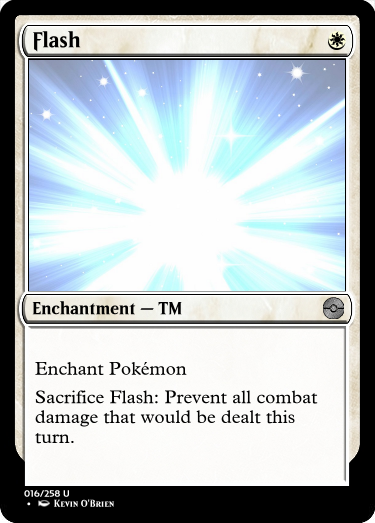 Flash
Enchantment — TM
Enchant Pokémon
Sacrifice Flash: Prevent all combat
damage that would be dealt this
turn.
016/258 U
• Kevin O'Brien